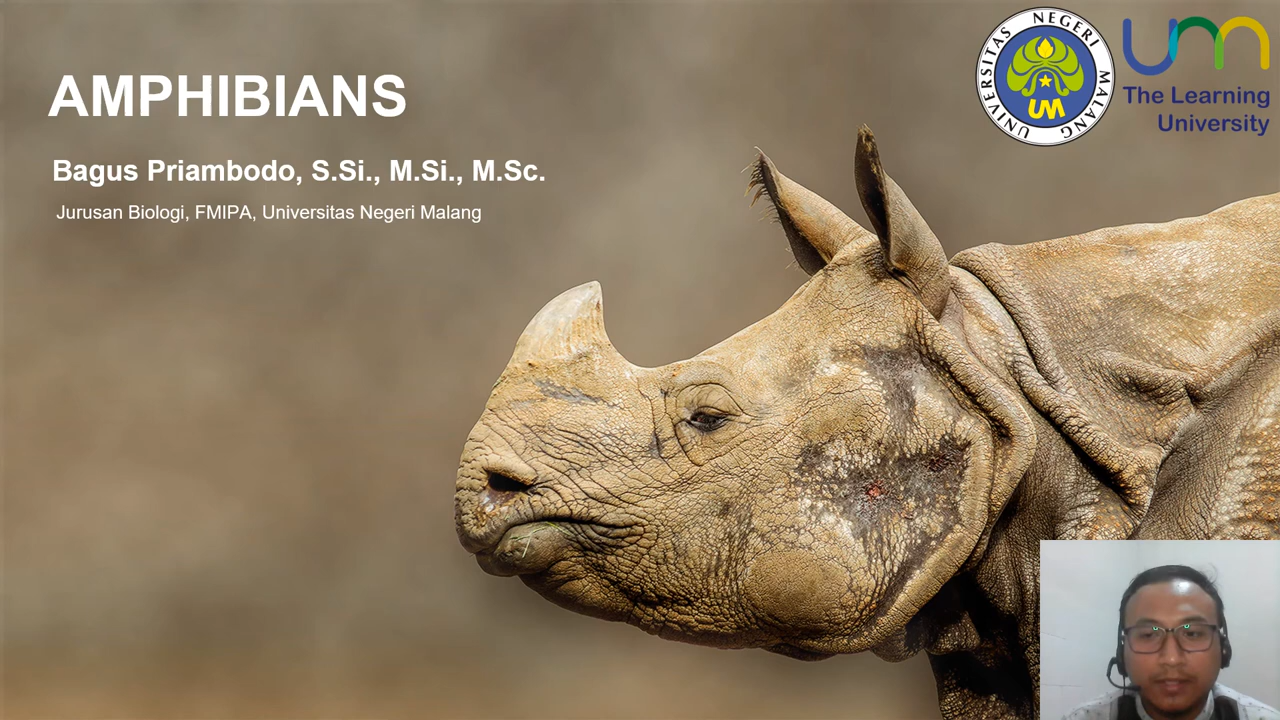 AMPHIBIANS
Bagus Priambodo, S.Si., M.Si., M.Sc.
Jurusan Biologi, FMIPA, Universitas Negeri Malang
UNIVERSITAS NEGERI MALANG
UM
um
The Learning
University